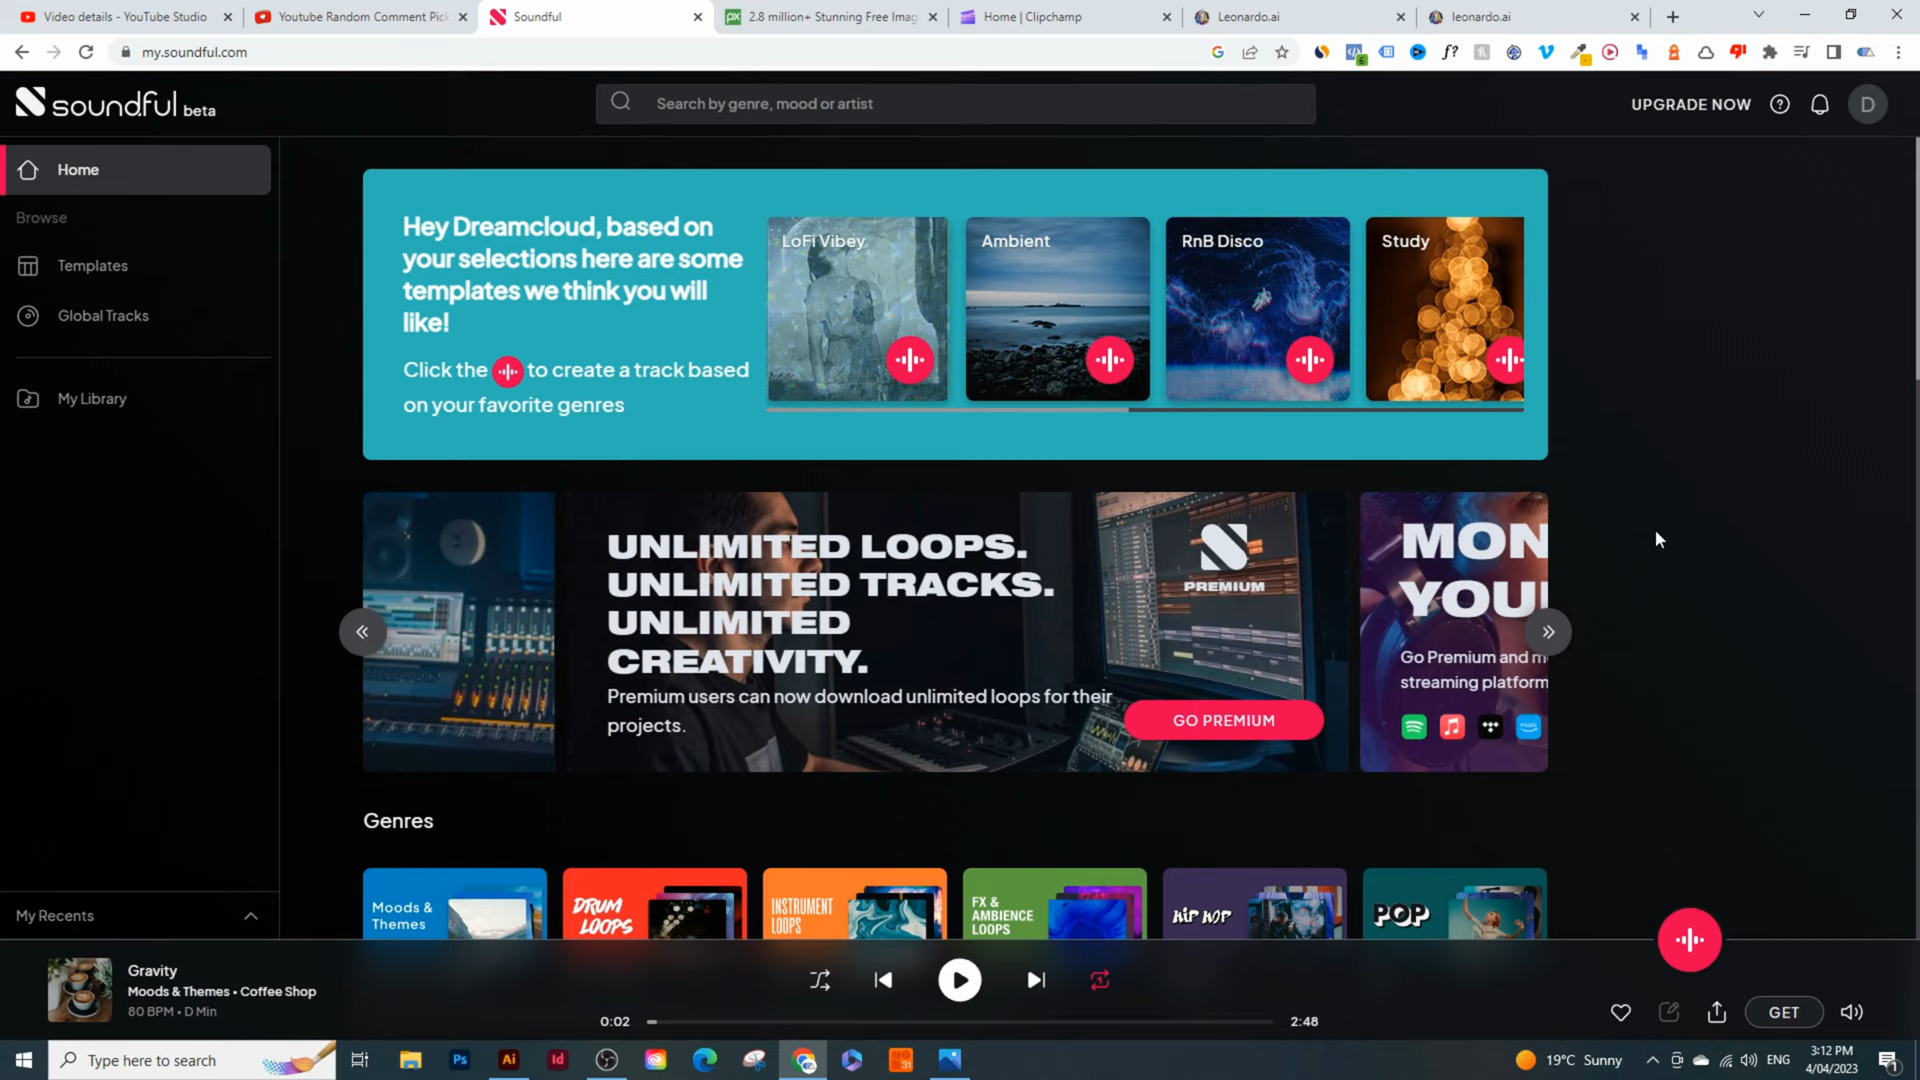 Video details - YouTube Studio
Youtube Random Comment Pick
Soundful
2.8 million+ Stunning Free Imag
Home | Clipchamp
Leonardo.ai
leonardo.ai
my.soundful.com
6
f?
soundful beta
Search by genre, mood or artist
UPGRADE NOW
D
Home
Browse
Templates
Global Tracks
My Library
Hey Dreamcloud, based on
your selections here are some
templates we think you will
like!
Click the to create a track based
on your favorite genres
LoFi Vibey
Ambient
RnB Disco
Study
UNLIMITED LOOPS.
UNLIMITED TRACKS.
UNLIMITED
CREATIVITY.
Premium users can now download unlimited loops for their
projects.
PREMIUM
GO PREMIUM
MON
YOU
Go Premium and m
streaming platform
Genres
Moods &
Themes
DRUM
LOOPS
INSTRUMENT
LOOPS
FX &
AMBIENCE
LOOPS
HIP HOP
POP
My Recents
Gravity
Moods & Themes • Coffee Shop
80 BPM • D Min
0:02
2:48
GET
Type here to search
Ps
Ai
Id
31
19°C Sunny
ENG
3:12 PM
4/04/2023
1